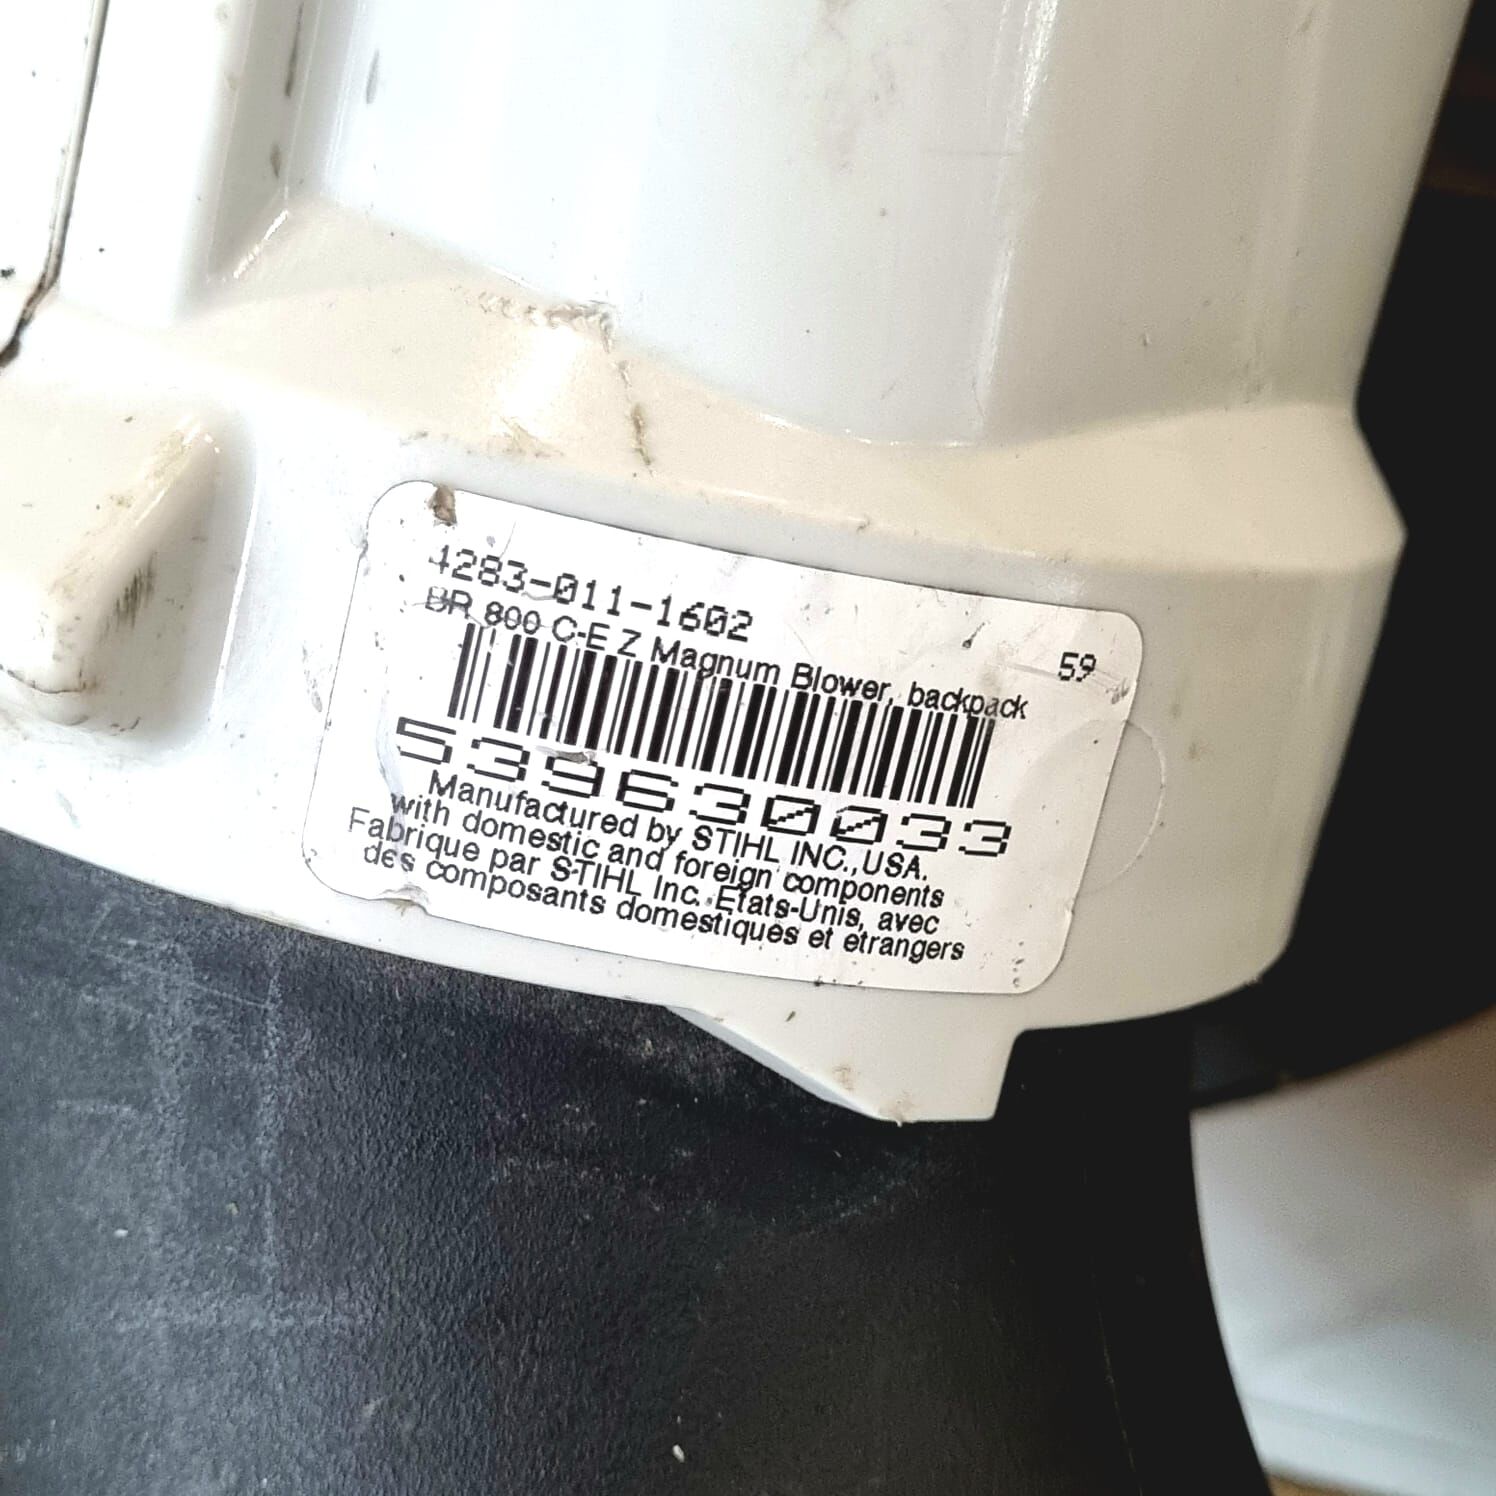 4283-011-1602
59
BR 800 C-E Z Magnum Blower, backpack
539630033
Manufactured by STIHL INC., USA.
with domestic and foreign components
Fabrique par STIHL Inc. Etats-Unis, avec
des composants domestiques et etrangers